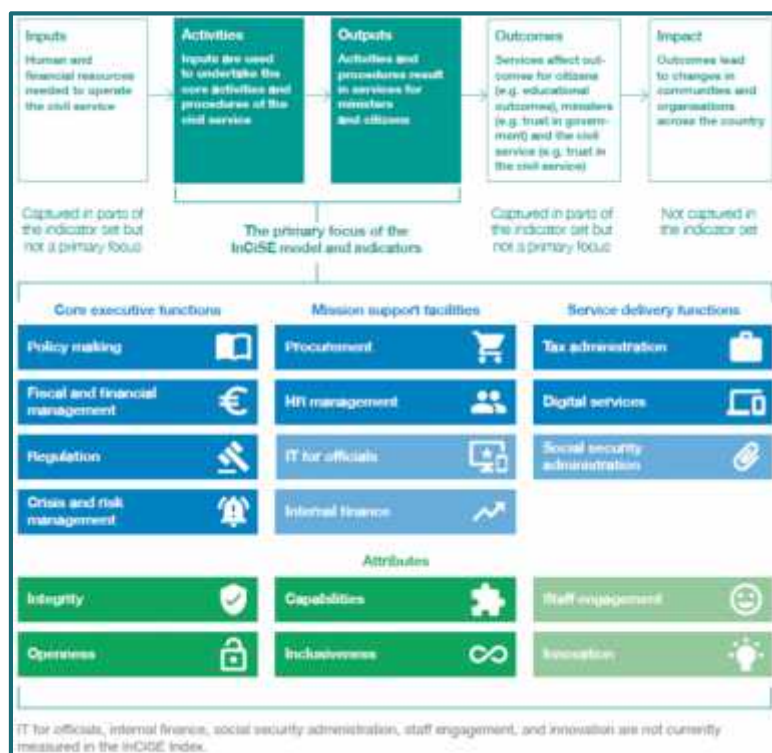 Inputs
Human and
financial resources
needed to operate
the civil service
Activities
Inputs are used
to undertake the
core activities and
procedures of the
civil service
Outputs
Activities and
procedures result
in services for
ministers
and citizens
Outcomes
Services affect out-
comes for citizens
(e.g. educational
outcomes), ministers
(e.g. trust in govern-
ment) and the civil
service (e.g. trust in
the civil service)
Impact
Outcomes lead
to changes in
communities and
organisations
across the country
Captured in parts of
the indicator set but
not a primary focus
The primary focus of the
InCiSE model and indicators
Captured in parts of
the indicator set but
not a primary focus
Not captured in
the indicator set
Core executive functions
Policy making
Fiscal and financial
management
Regulation
Crisis and risk
management
Mission support facilities
Procurement
HR management
IT for officials
Internal finance
Service delivery functions
Tax administration
Digital services
Social security
administration
Attributes
Integrity
Capabilities
Staff engagement
Openness
Inclusiveness
Innovation
IT for officials, internal finance, social security administration, staff engagement, and innovation are not currently
measured in the InCiSE Index.